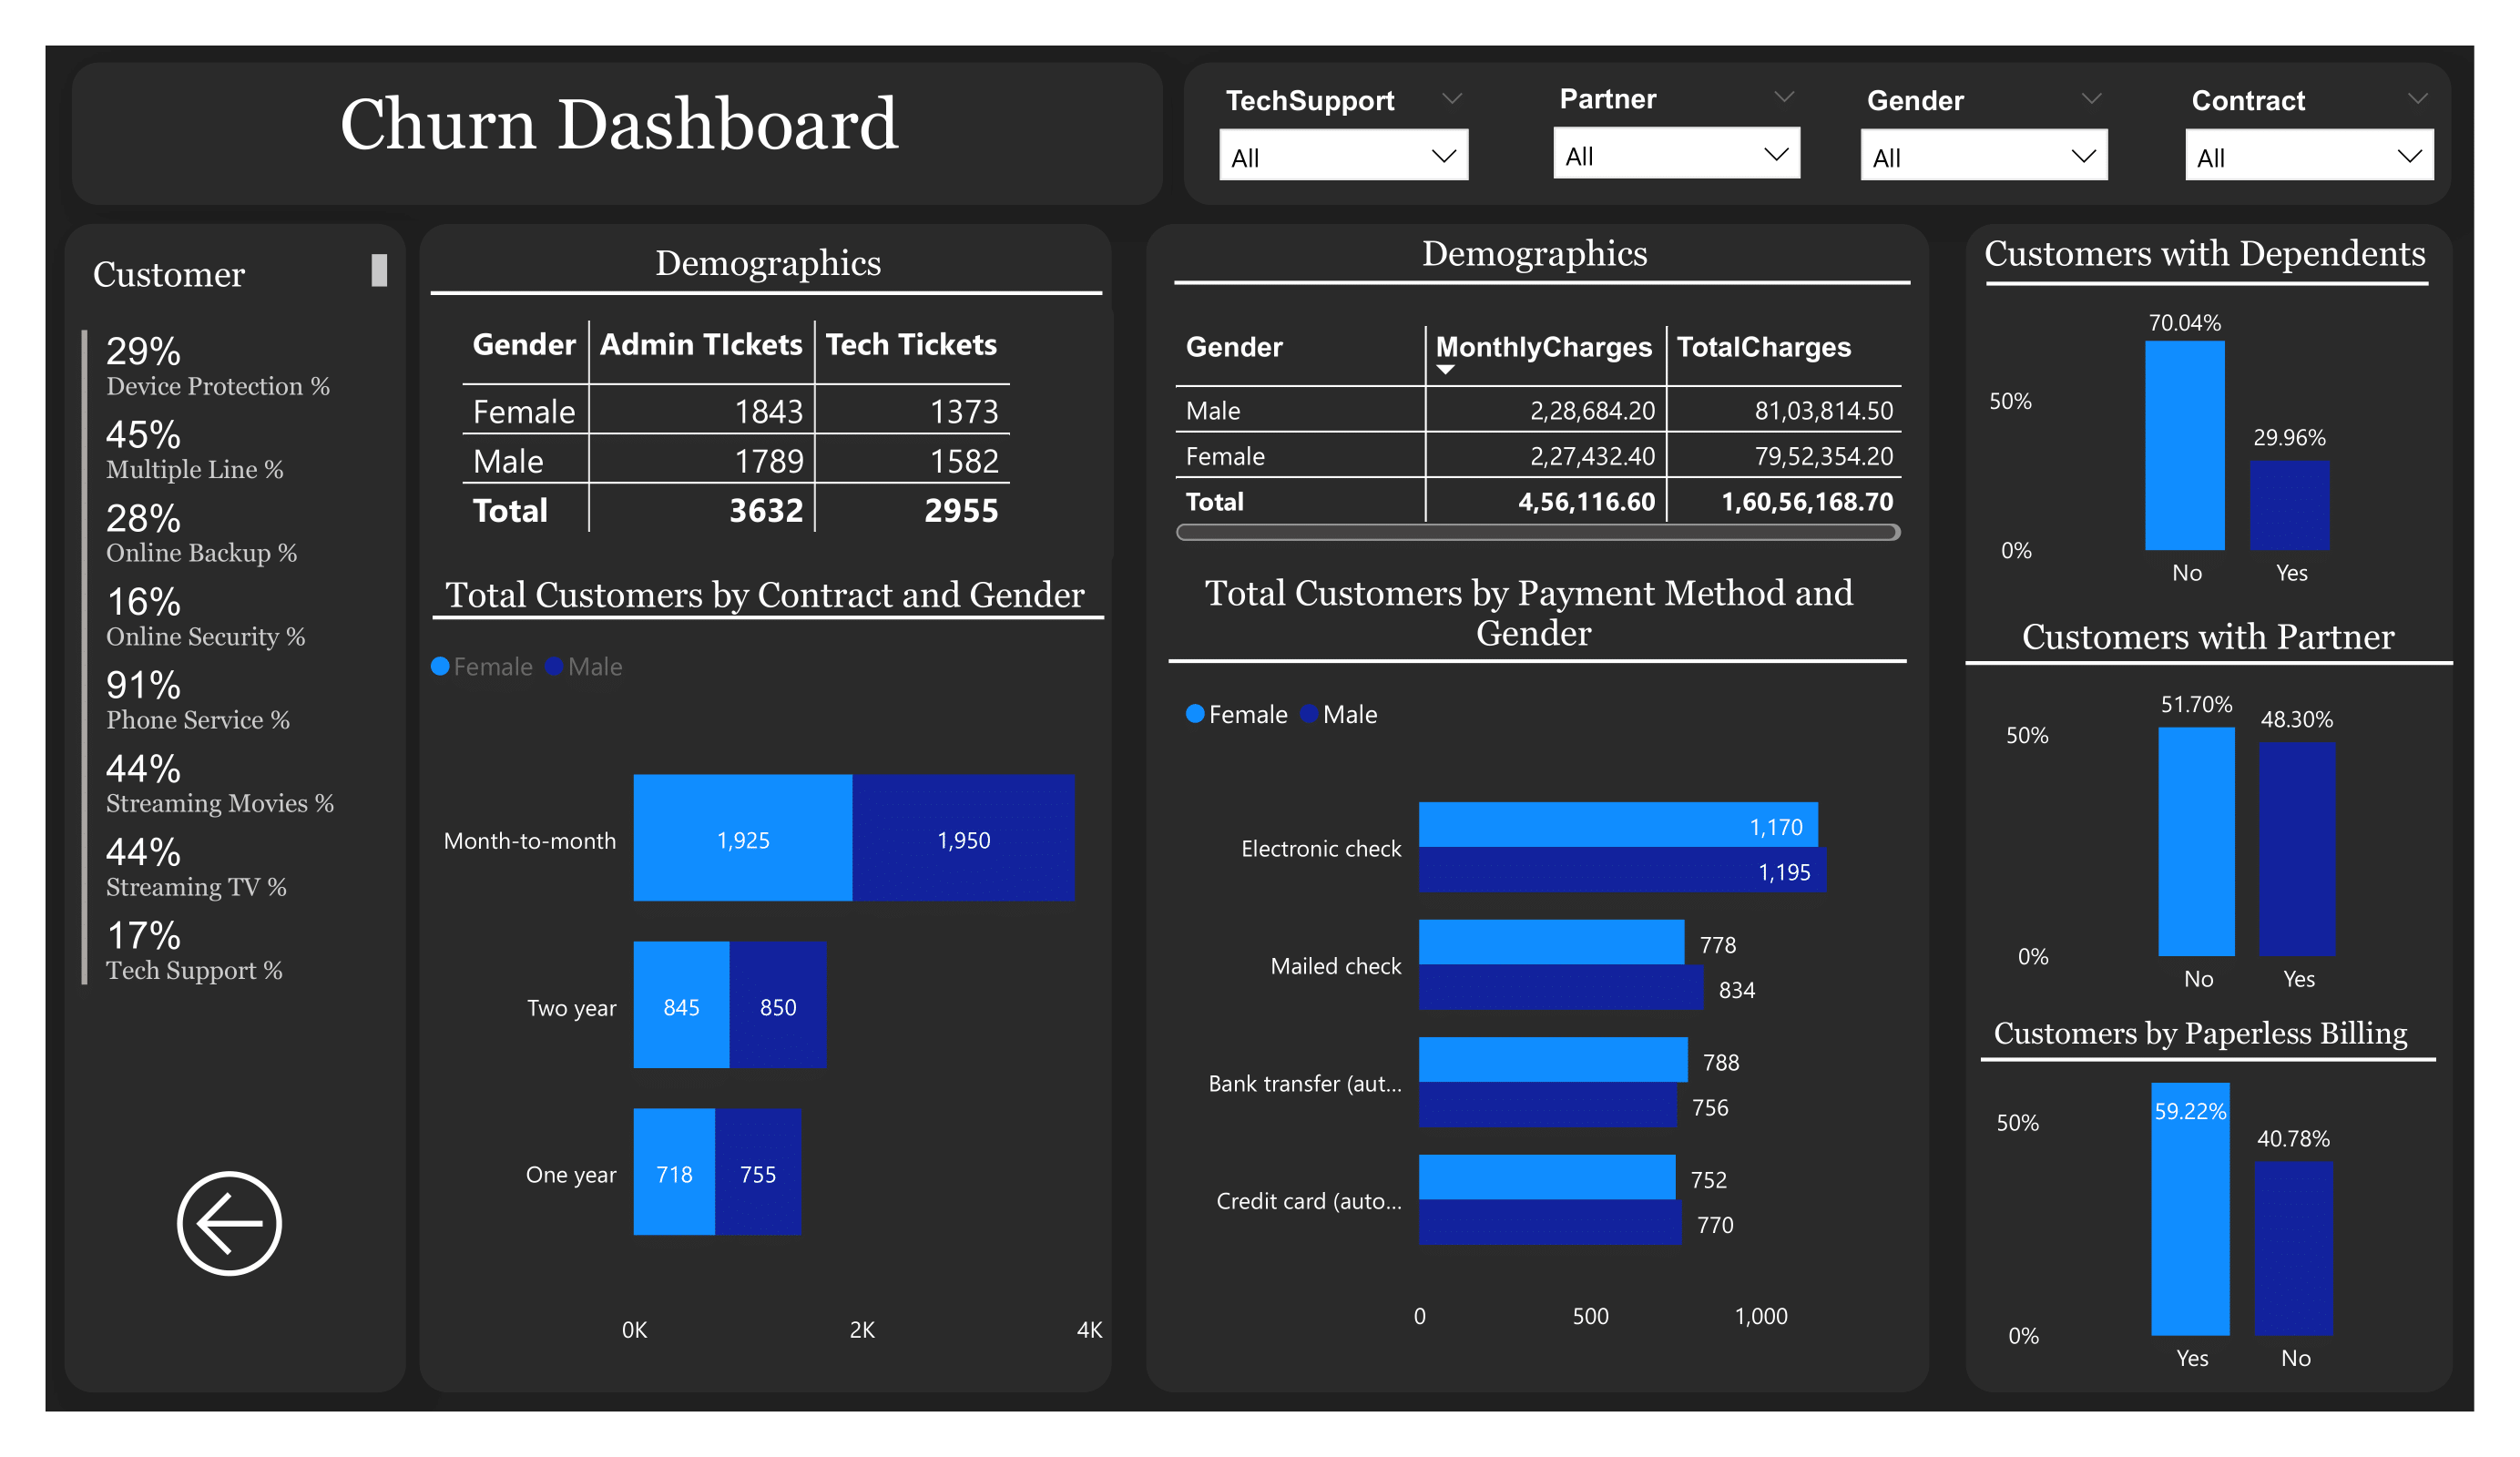 Churn Dashboard
TechSupport
All
Partner
All
Gender
All
Contract
All
Customer
29%
Device Protection %
45%
Multiple Line %
28%
Online Backup %
16%
Online Security %
91%
Phone Service %
44%
Streaming Movies %
44%
Streaming TV %
17%
Tech Support %
Demographics
Gender Admin TIckets Tech Tickets
Female 1843 1373
Male 1789 1582
Total 3632 2955
Total Customers by Contract and Gender
Female Male
Month-to-month 1,925 1,950
Two year 845 850
One year 718 755
0K 2K 4K
Demographics
Gender MonthlyCharges TotalCharges
Male 2,28,684.20 81,03,814.50
Female 2,27,432.40 79,52,354.20
Total 4,56,116.60 1,60,56,168.70
Total Customers by Payment Method and
Gender
Female Male
1,170
Electronic check
1,195
778
Mailed check
834
788
Bank transfer (aut...
756
752
Credit card (auto...
770
0 500 1,000
Customers with Dependents
70.04%
50%
29.96%
0%
No Yes
Customers with Partner
51.70%
48.30%
50%
0%
No Yes
Customers by Paperless Billing
59.22%
50%
40.78%
0%
Yes No